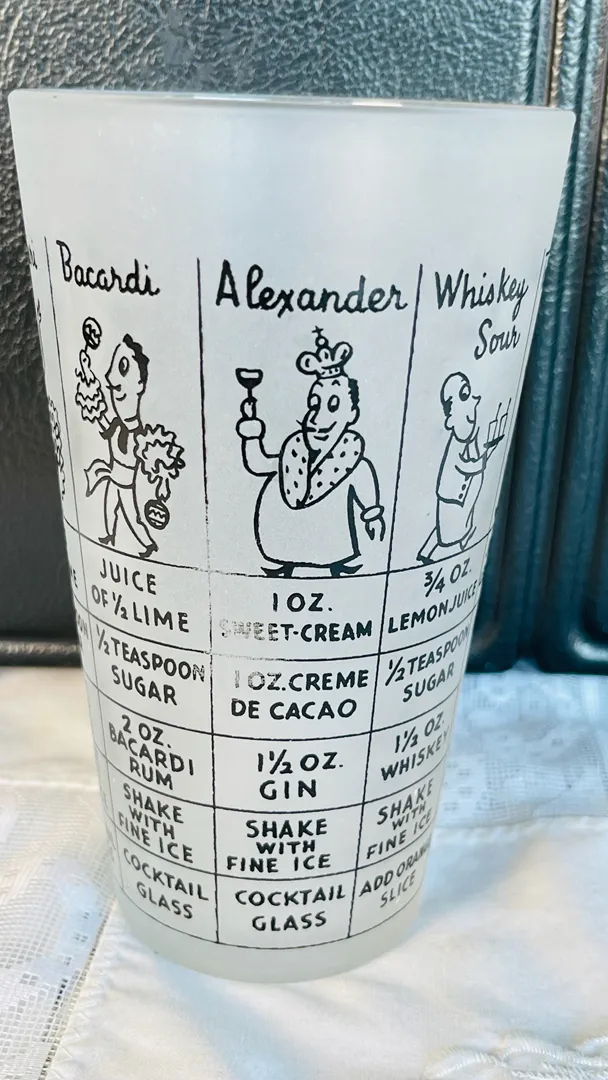 Bacardi
JUICE
OF ½ LIME
½ TEASPOON
SUGAR
2 OZ.
BACARDI
RUM
SHAKE
WITH
FINE ICE
COCKTAIL
GLASS
Alexander
1 OZ.
SWEET-CREAM
1 OZ. CREME
DE CACAO
1½ OZ.
GIN
SHAKE
WITH
FINE ICE
COCKTAIL
GLASS
Whiskey
Sour
¾ OZ.
LEMON JUICE
½ TEASPOON
SUGAR
1½ OZ.
WHISKEY
SHAKE
WITH
FINE ICE
ADD ORANGE
SLICE